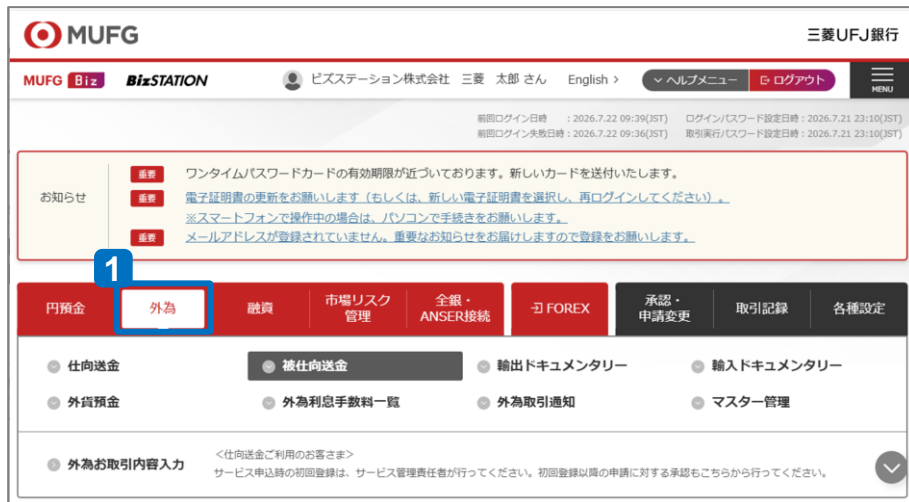 MUFG 三菱UFJ銀行
MUFG Biz BizSTATION ビズステーション株式会社 三菱 太郎 さん English > ヘルプメニュー ログアウト MENU
前回ログイン日時 : 2026.7.22 09:39(JST) ログインパスワード設定日時 : 2026.7.21 23:10(JST)
前回ログイン失敗日時 : 2026.7.22 09:36(JST) 取引実行パスワード設定日時 : 2026.7.21 23:10(JST)
重要 ワンタイムパスワードカードの有効期限が近づいております。新しいカードを送付いたします。
お知らせ 重要 電子証明書の更新をお願いします（もしくは、新しい電子証明書を選択し、再ログインしてください）。
※スマートフォンで操作中の場合は、パソコンで手続きをお願いします。
重要 メールアドレスが登録されていません。重要なお知らせをお届けしますので登録をお願いします。
1
円預金 外為 融資 市場リスク管理 全銀・ANSER接続 FOREX 承認・申請変更 取引記録 各種設定
仕向送金 被仕向送金 輸出ドキュメンタリー 輸入ドキュメンタリー
外貨預金 外為利息手数料一覧 外為取引通知 マスター管理
外為お取引内容入力 <仕向送金ご利用のお客さま>
サービス申込時の初回登録は、サービス管理責任者が行ってください。初回登録以降の申請に対する承認もこちらから行ってください。